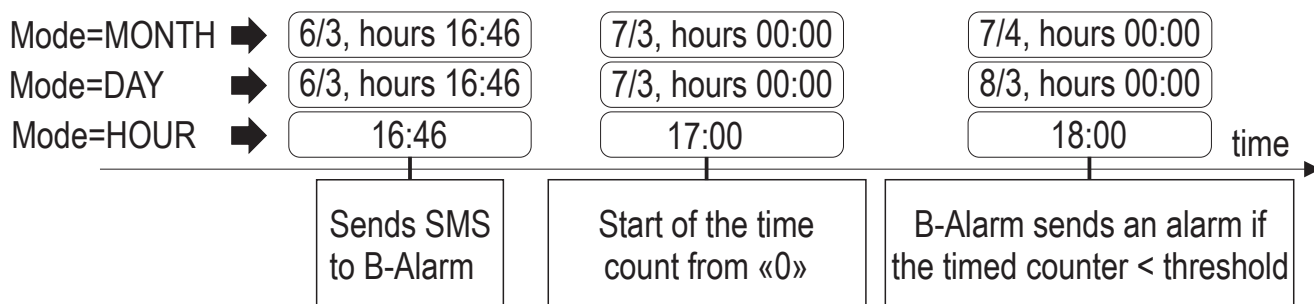 Mode=MONTH 6/3, hours 16:46 7/3, hours 00:00 7/4, hours 00:00
Mode=DAY 6/3, hours 16:46 7/3, hours 00:00 8/3, hours 00:00
Mode=HOUR 16:46 17:00 18:00
time
Sends SMS
to B-Alarm
Start of the time
count from «0»
B-Alarm sends an alarm if
the timed counter < threshold